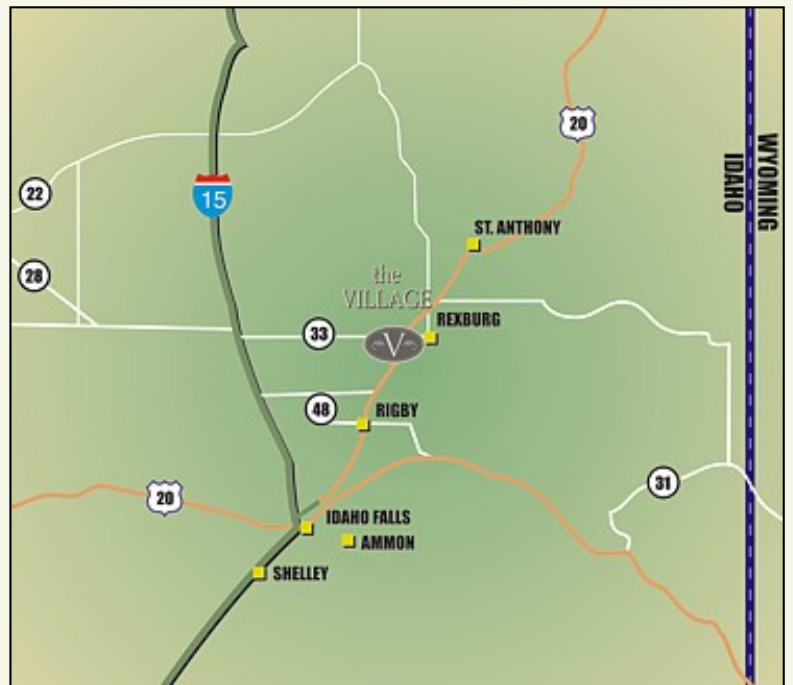 20
WYOMING
IDAHO
22
15
ST. ANTHONY
28
the
VILLAGE
REXBURG
33
V
48
RIGBY
31
20
IDAHO FALLS
AMMON
SHELLEY